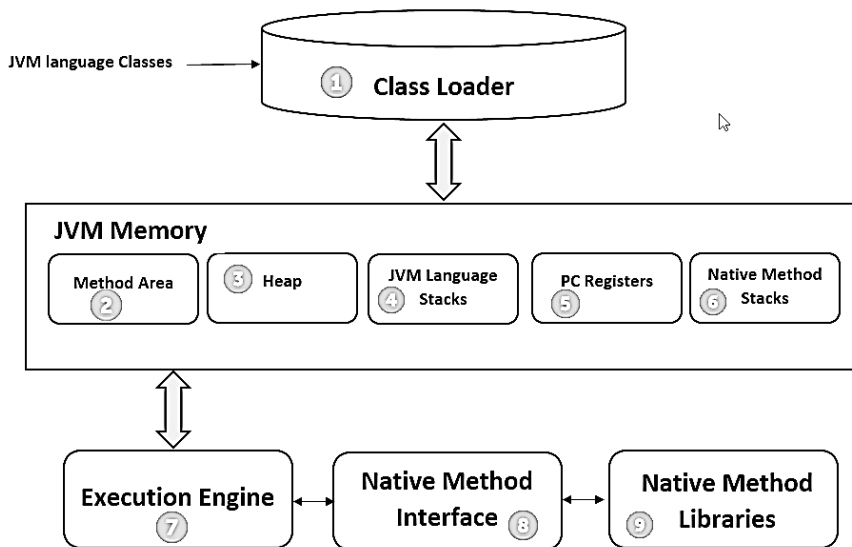 JVM language Classes
1 Class Loader
JVM Memory
Method Area
2
3 Heap
JVM Language
4 Stacks
PC Registers
5
Native Method
6 Stacks
Execution Engine
7
Native Method
Interface 8
Native Method
9 Libraries